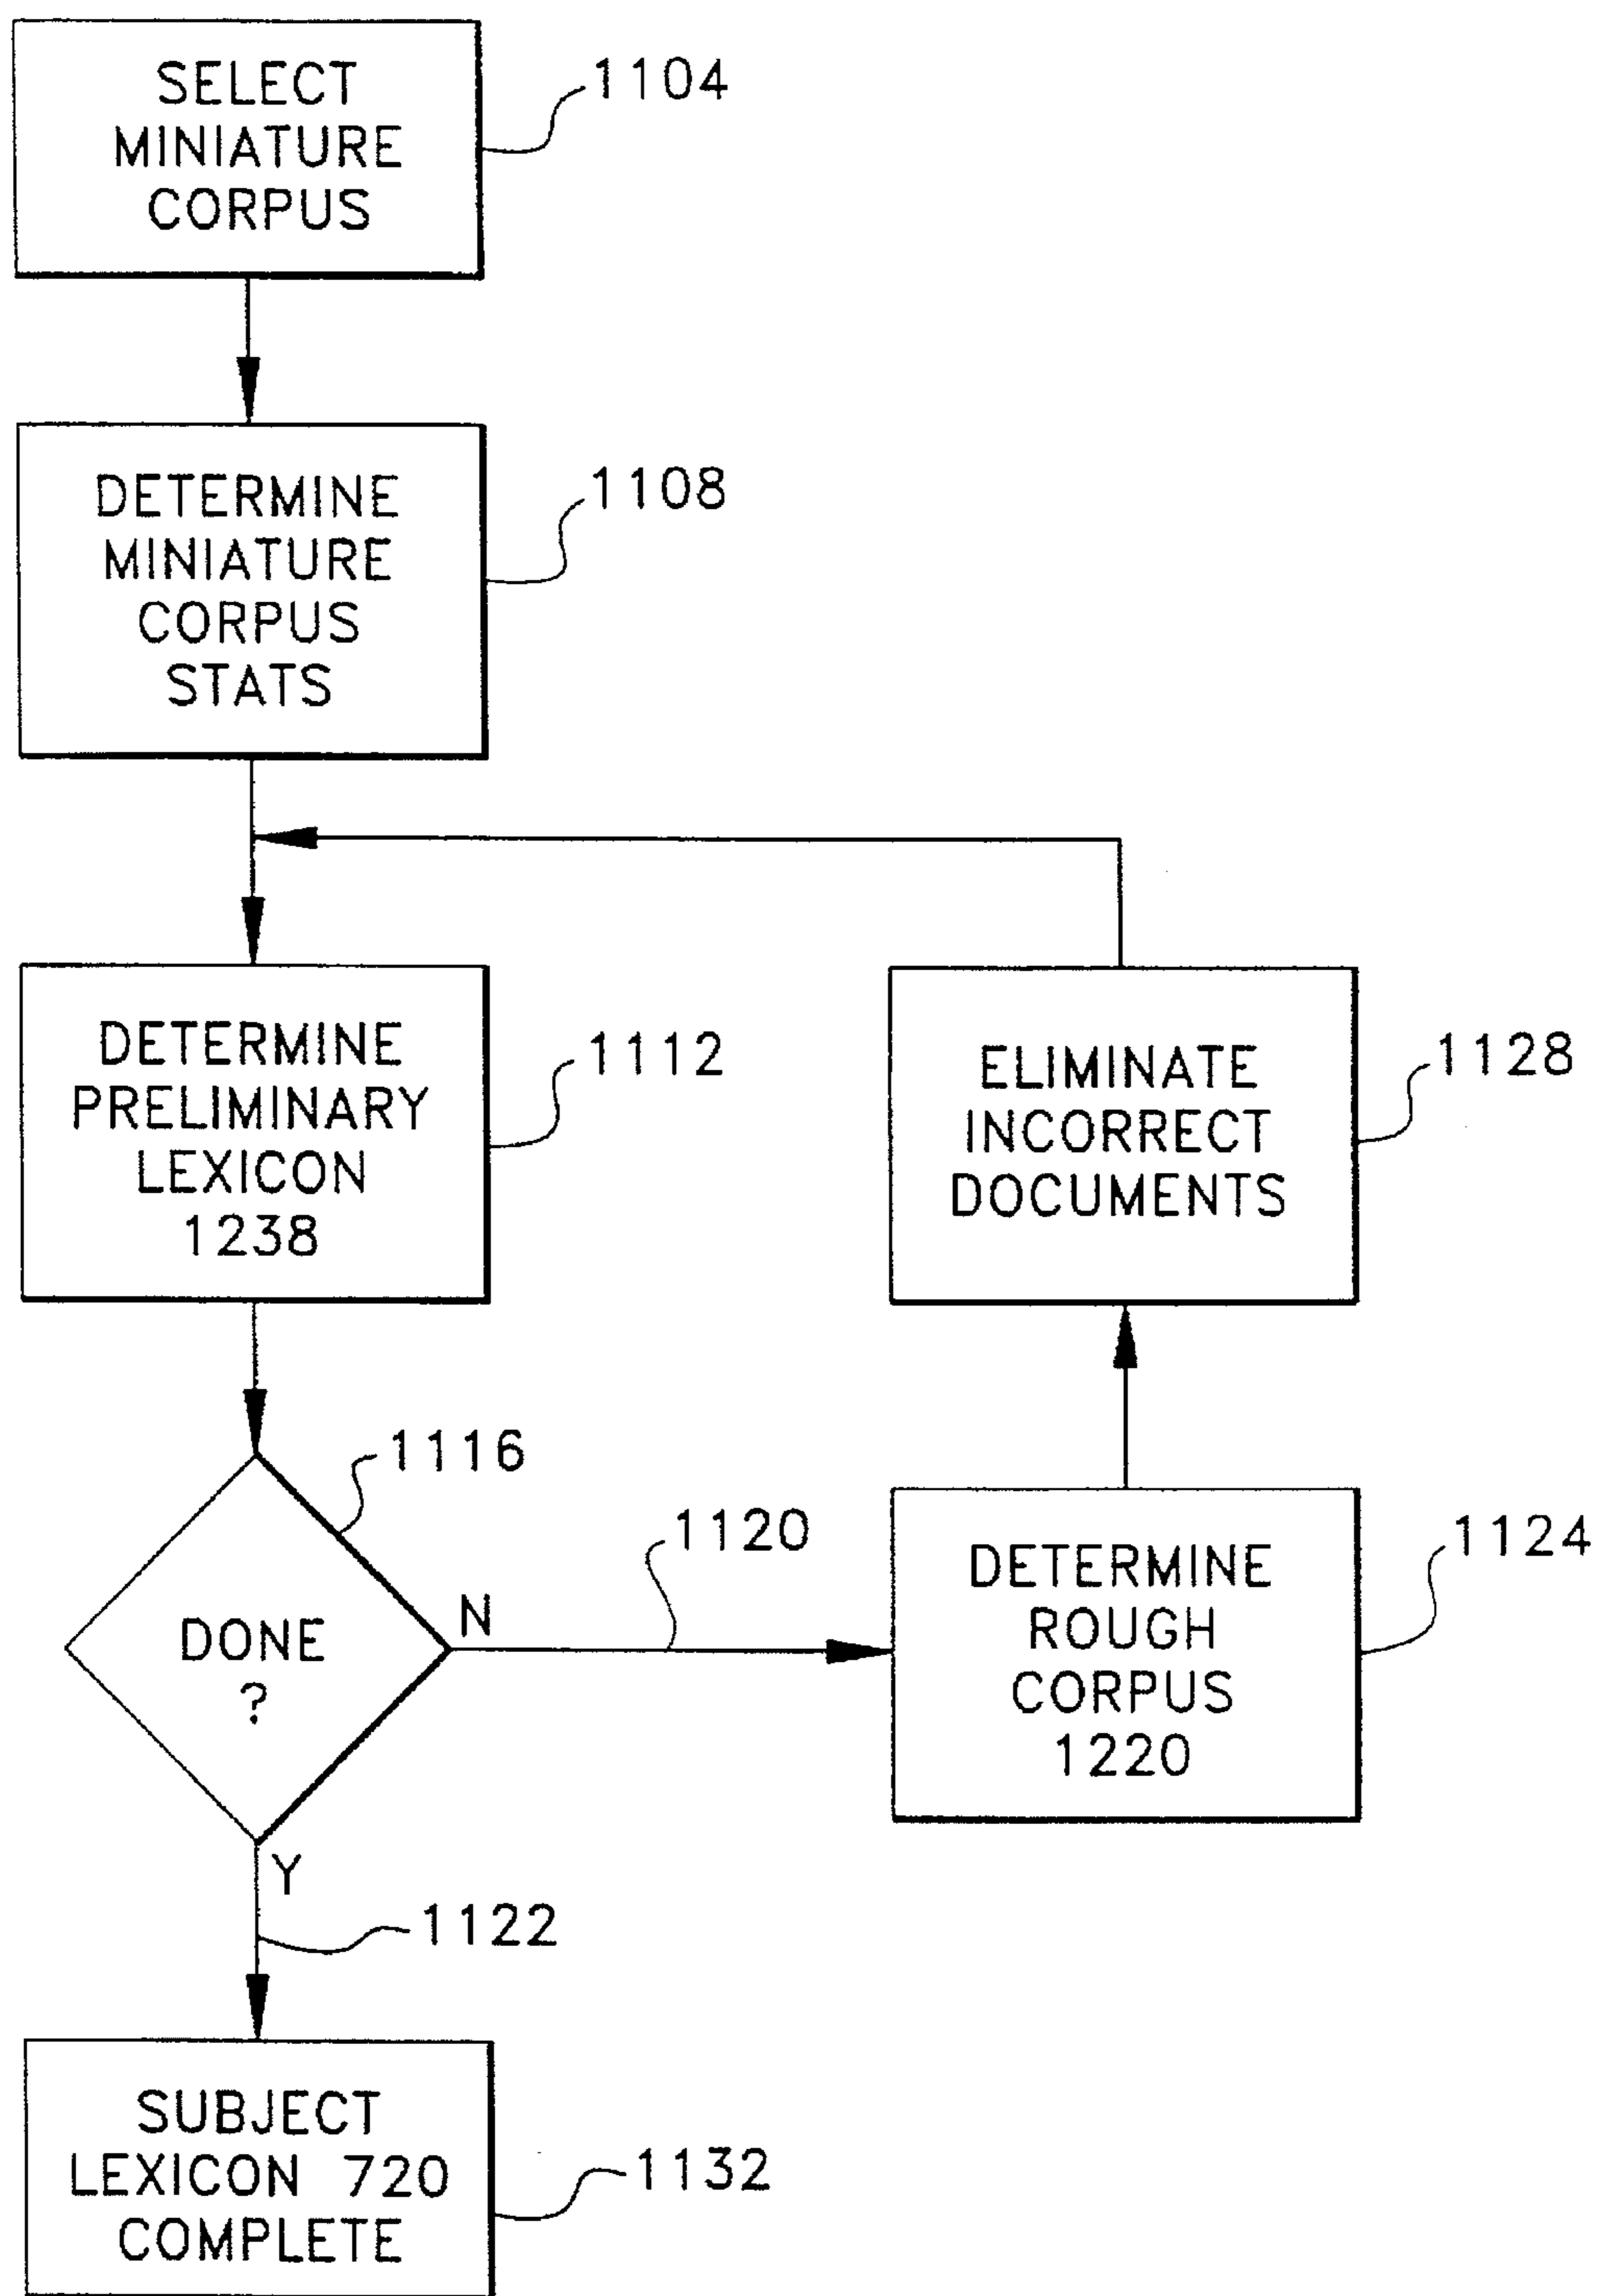 SELECT
MINIATURE
CORPUS
1104
DETERMINE
MINIATURE
CORPUS
STATS
1108
DETERMINE
PRELIMINARY
LEXICON
1238
1112
ELIMINATE
INCORRECT
DOCUMENTS
1128
1116
DONE
?
N
1120
DETERMINE
ROUGH
CORPUS
1220
1124
Y
1122
SUBJECT
LEXICON 720
COMPLETE
1132